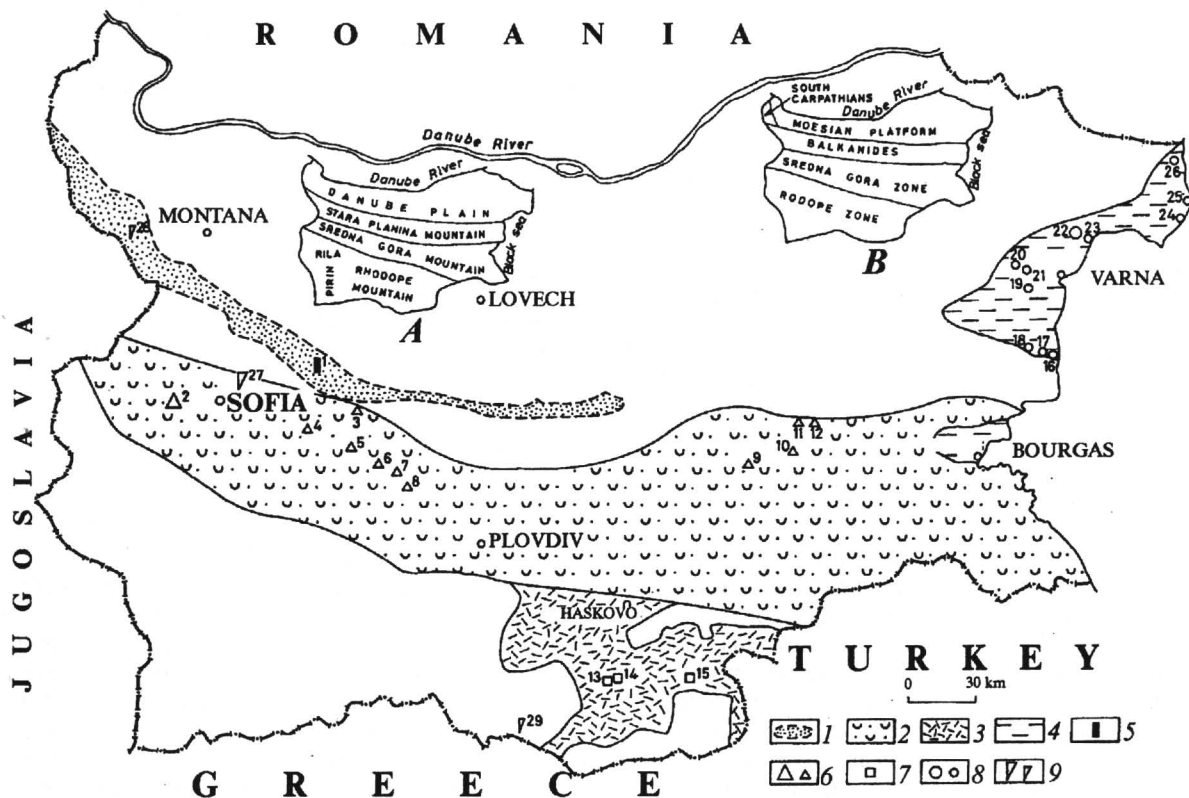 R O M A N I A
SOUTH
CARPATHIANS
Danube River
MOESIAN PLATFORM
BALKANIDES
SREDNA GORA ZONE
RODOPE ZONE
Black sea
B
Danube River
Danube River
DANUBE PLAIN
STARA PLANINA MOUNTAIN
SREDNA GORA MOUNTAIN
RILA
PIRIN
RHODOPE
MOUNTAIN
Black sea
A
MONTANA
28
LOVECH
26
25
24
22
23
20
21
19
VARNA
18
17
16
1
27
SOFIA
2
3
4
5
6
7
8
9
10
11
12
BOURGAS
PLOVDIV
HASKOVO
13
14
15
29
JUGOSLAVIA
T U R K E Y
0 30 km
1 2 3 4 5
6 7 8 9
G R E E C E